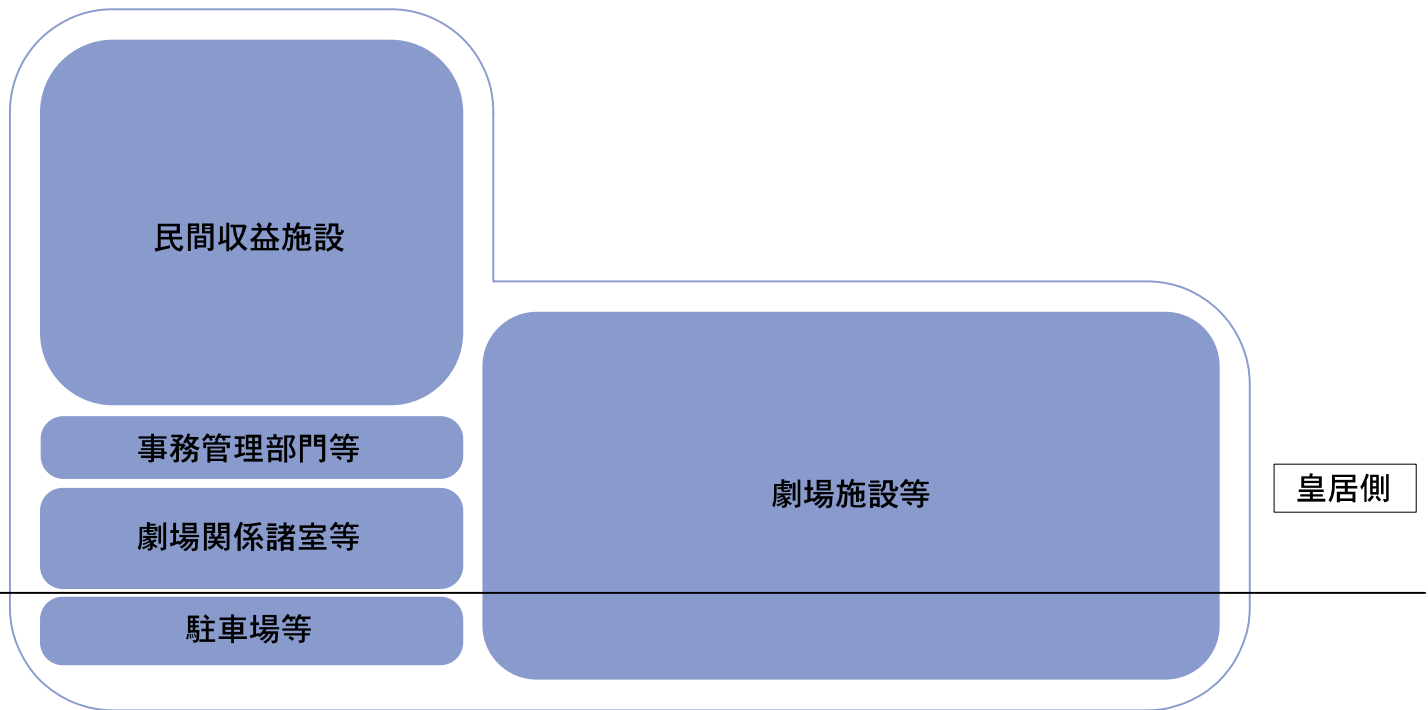 民間収益施設
事務管理部門等
劇場関係諸室等
駐車場等
劇場施設等
皇居側